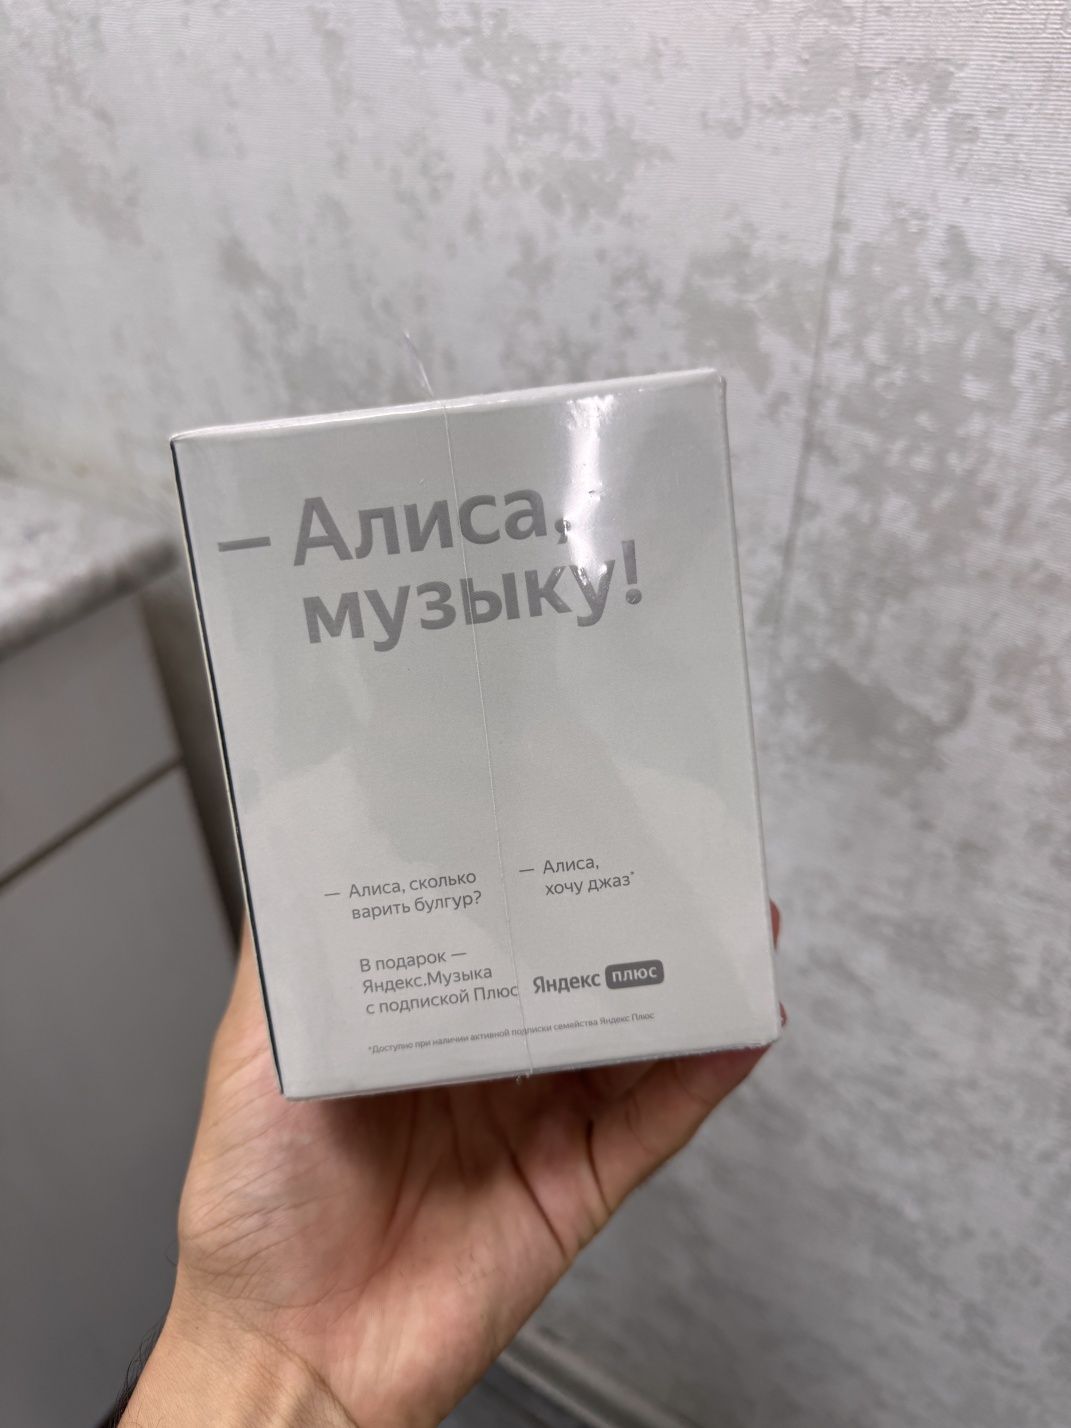 — Алиса,
музыку!
— Алиса, сколько
варить булгур?
— Алиса,
хочу джаз*
В подарок —
Яндекс.Музыка
с подпиской Плюс
Яндекс плюс
*Доступно при наличии активной подписки семейства Яндекс Плюс